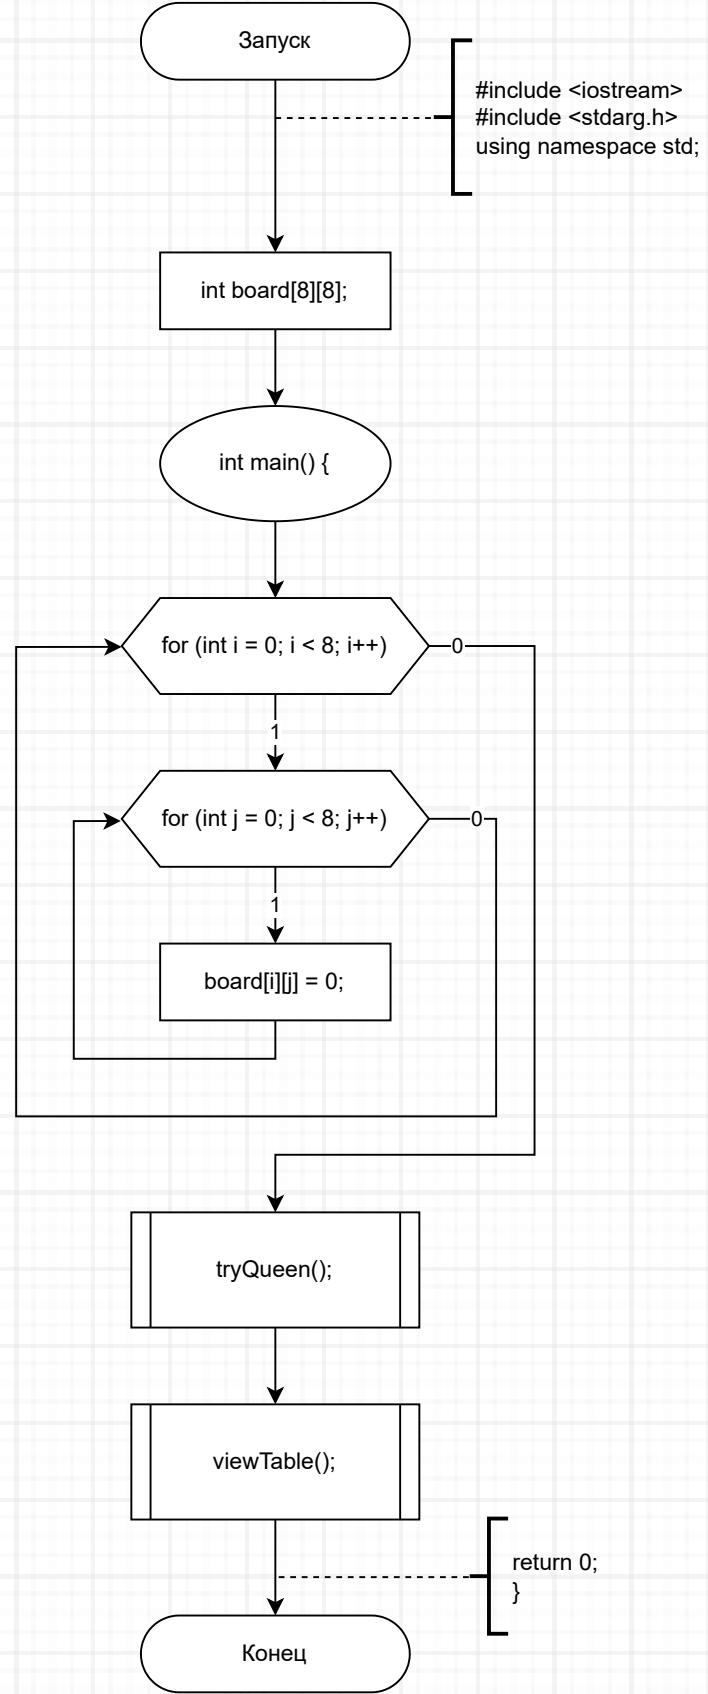 Запуск
#include <iostream>
#include <stdarg.h>
using namespace std;
int board[8][8];
int main() {
for (int i = 0; i < 8; i++)
0
1
for (int j = 0; j < 8; j++)
0
1
board[i][j] = 0;
tryQueen();
viewTable();
return 0;
}
Конец